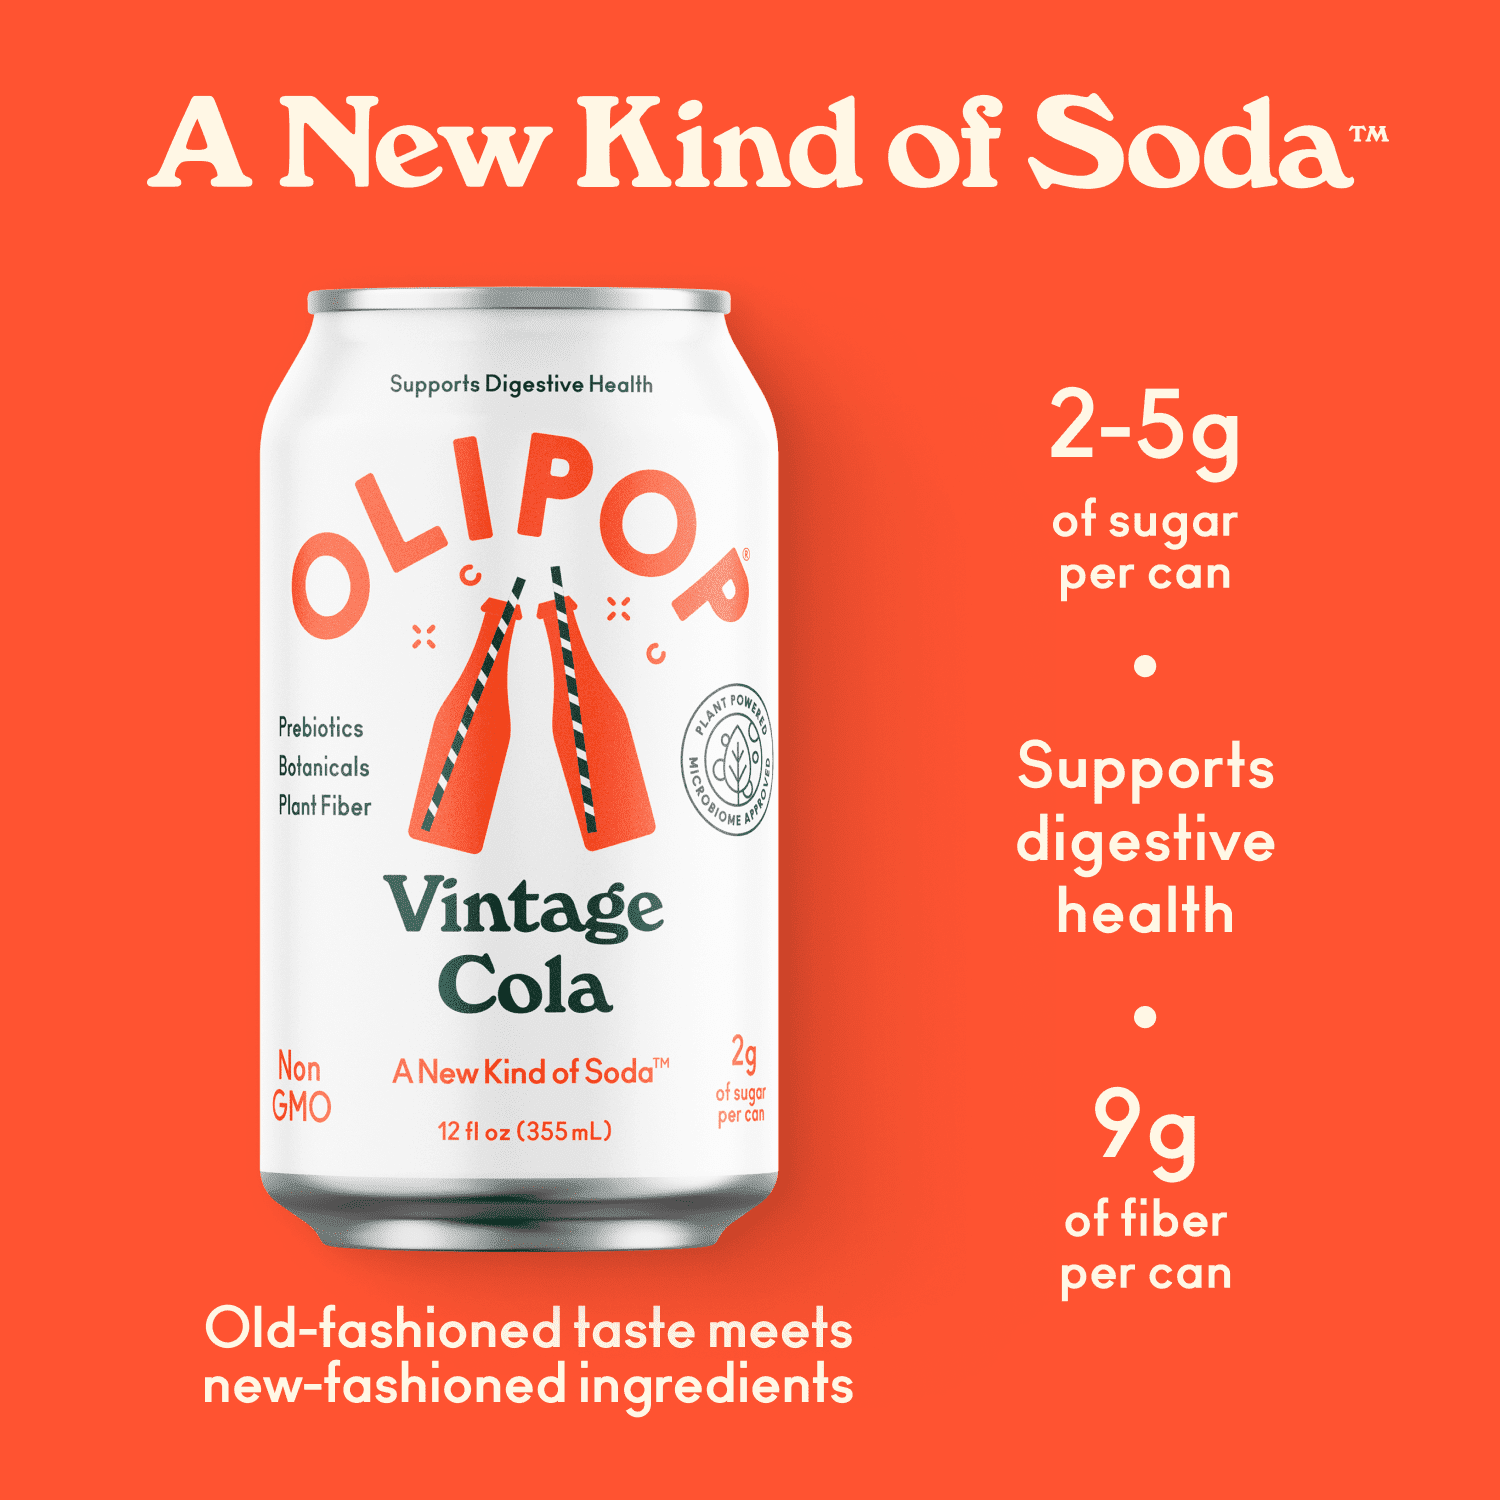 A New Kind of Soda™
Supports Digestive Health
OLIPOP®
PLANT POWERED
MICROBIOME APPROVED
Prebiotics
Botanicals
Plant Fiber
Vintage
Cola
Non
GMO
A New Kind of Soda™
12 fl oz (355 mL)
2g
of sugar
per can
2-5g
of sugar
per can
•
Supports
digestive
health
•
9g
of fiber
per can
Old-fashioned taste meets
new-fashioned ingredients